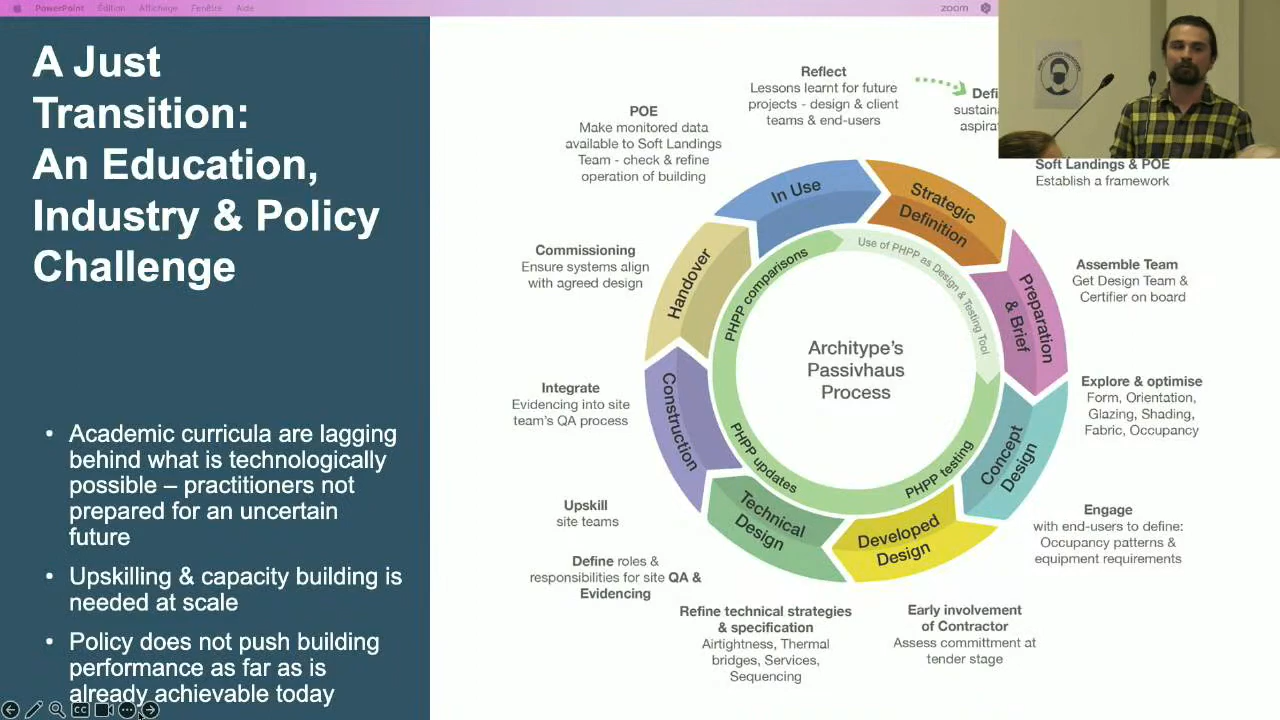 PowerPoint Édition Affichage Fenêtre Aide
zoom
A Just
Transition:
An Education,
Industry & Policy
Challenge
• Academic curricula are lagging
behind what is technologically
possible – practitioners not
prepared for an uncertain
future
• Upskilling & capacity building is
needed at scale
• Policy does not push building
performance as far as is
already achievable today
Reflect
Lessons learnt for future
projects - design & client
teams & end-users
Defi
sustaina
aspirat
Soft Landings & POE
Establish a framework
Assemble Team
Get Design Team &
Certifier on board
Explore & optimise
Form, Orientation,
Glazing, Shading,
Fabric, Occupancy
Engage
with end-users to define:
Occupancy patterns &
equipment requirements
Early involvement
of Contractor
Assess committment at
tender stage
Refine technical strategies
& specification
Airtightness, Thermal
bridges, Services,
Sequencing
Define roles &
responsibilities for site QA &
Evidencing
Upskill
site teams
Integrate
Evidencing into site
team's QA process
Commissioning
Ensure systems align
with agreed design
POE
Make monitored data
available to Soft Landings
Team - check & refine
operation of building
In Use
Strategic
Definition
Preparation
& Brief
Concept
Design
Developed
Design
Technical
Design
Construction
Handover
Use of PHPP as Design & Testing Tool
PHPP testing
PHPP updates
PHPP comparisons
Architype's
Passivhaus
Process
CC